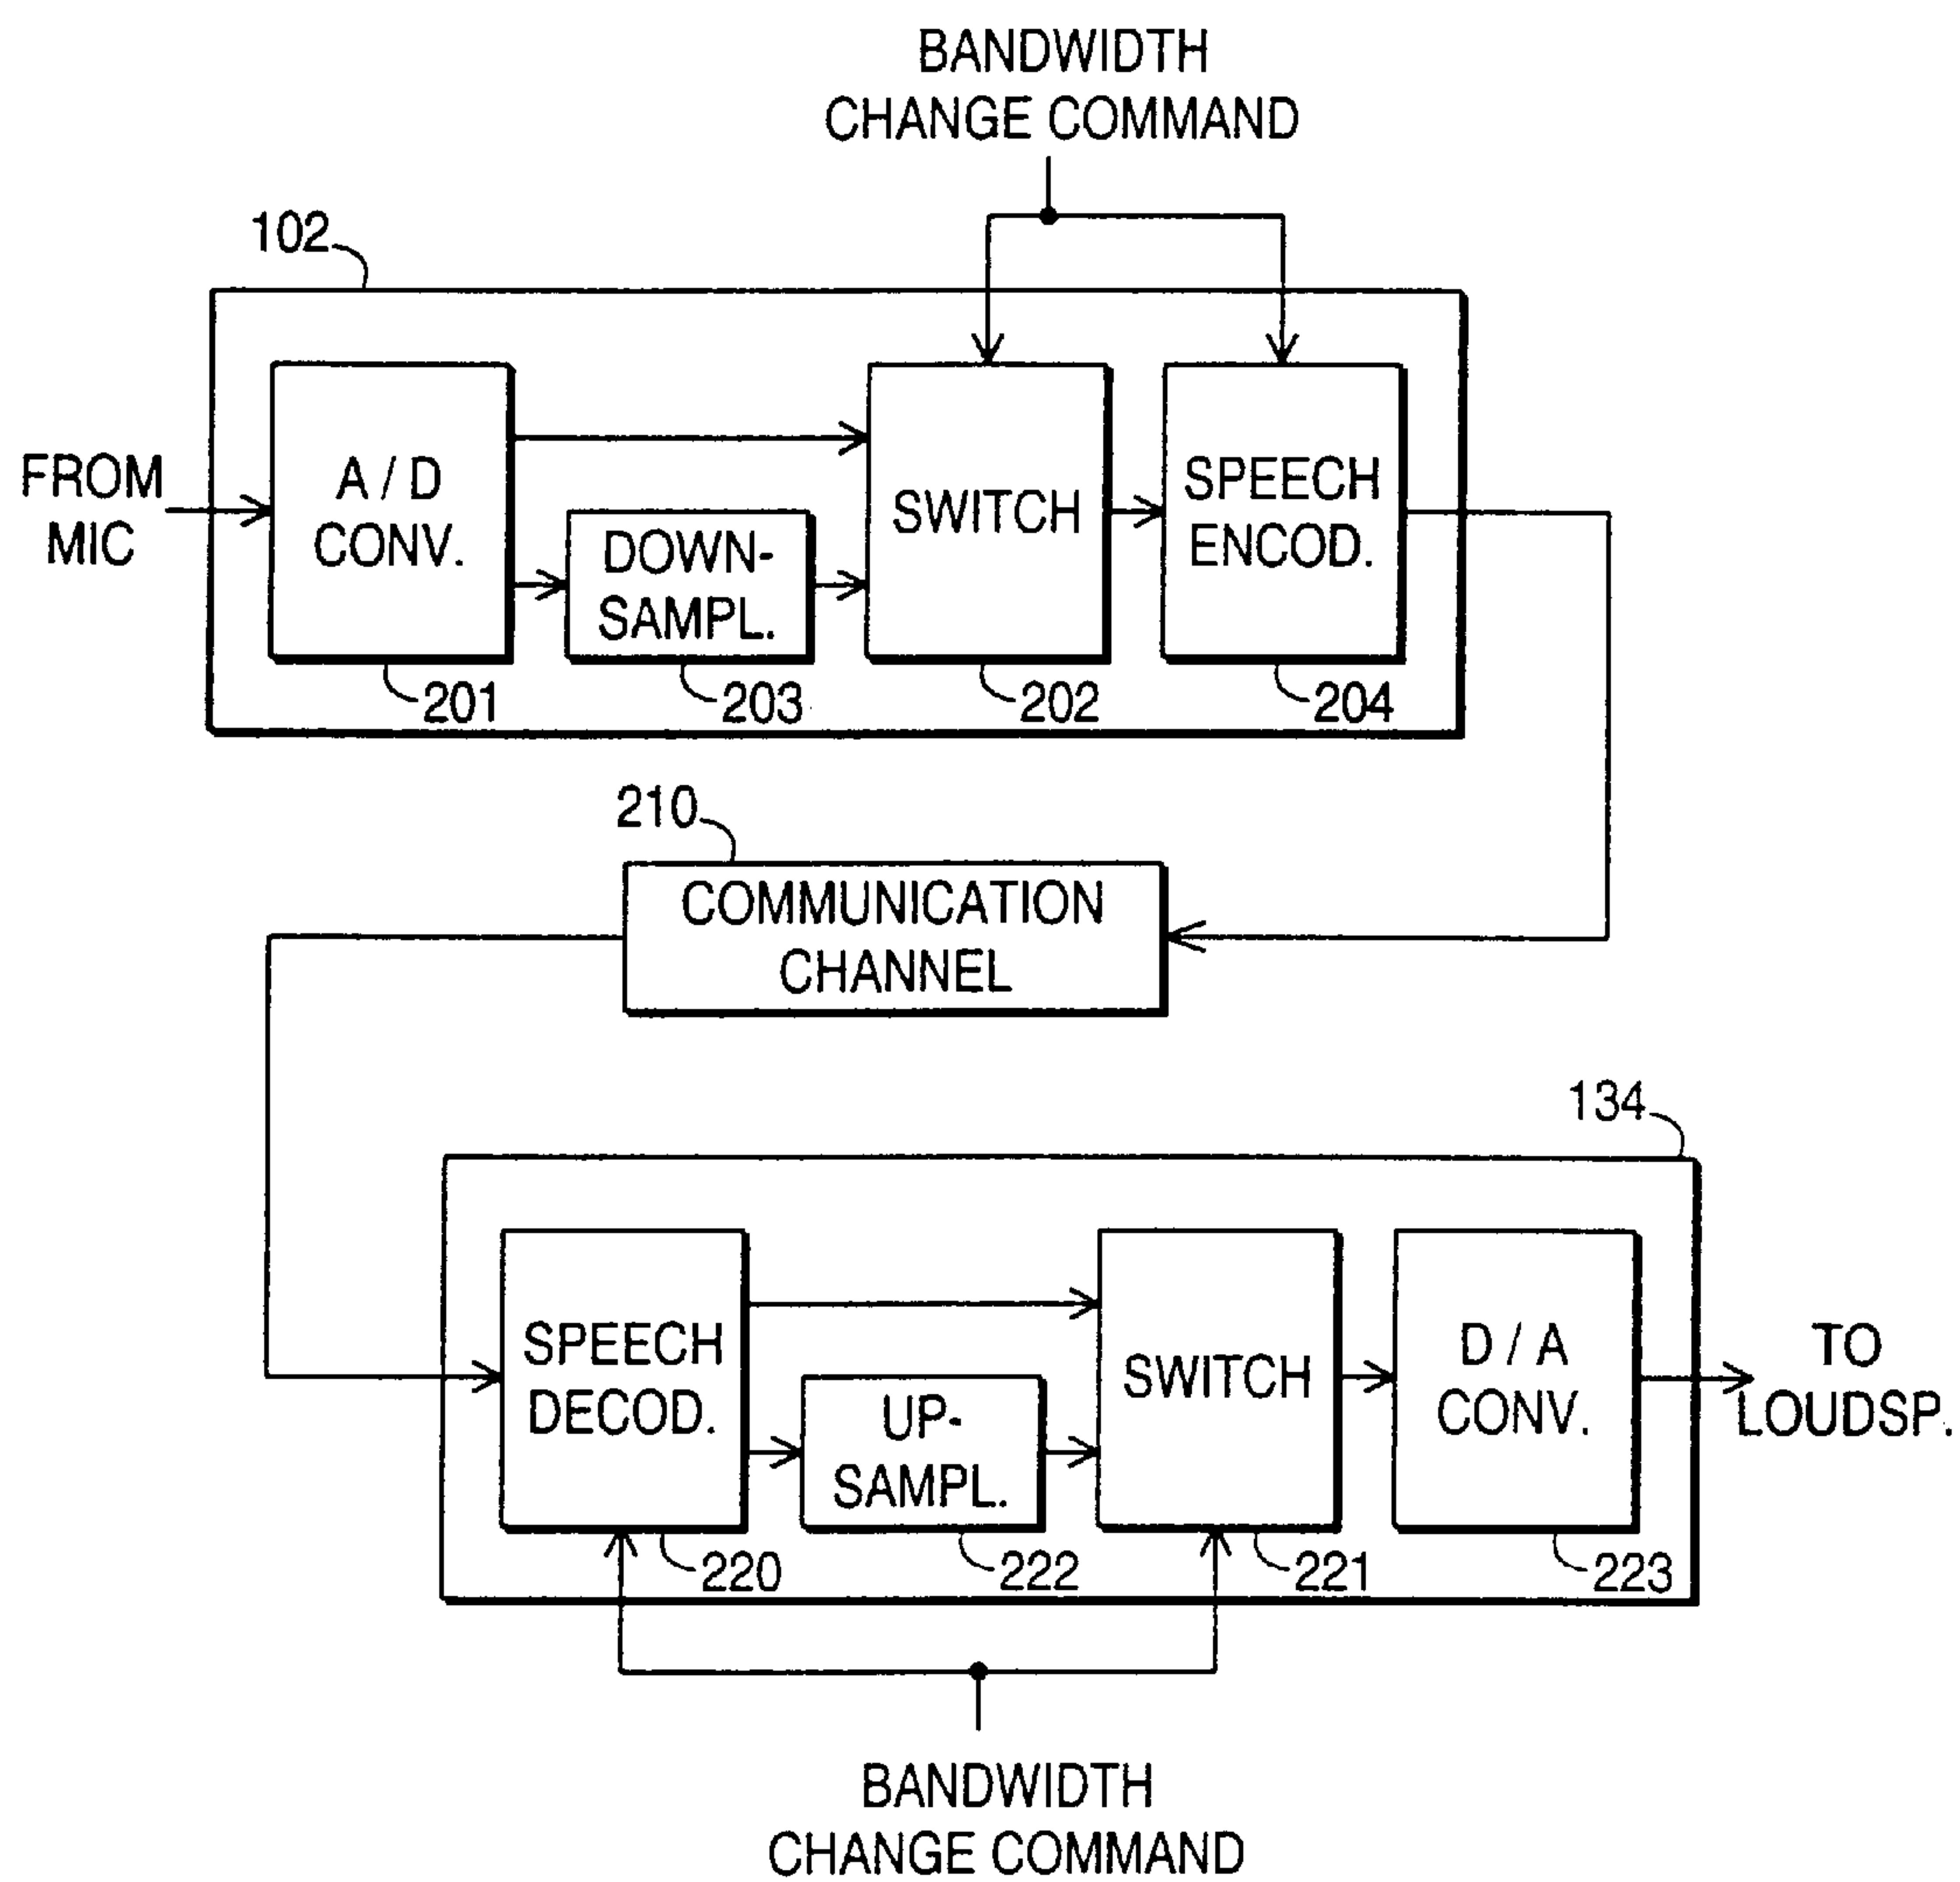 BANDWIDTH
CHANGE COMMAND
102
FROM
MIC
A / D
CONV.
DOWN-
SAMPL.
SWITCH
SPEECH
ENCOD.
201
203
202
204
210
COMMUNICATION
CHANNEL
134
SPEECH
DECOD.
UP-
SAMPL.
SWITCH
D / A
CONV.
TO
LOUDSP.
220
222
221
223
BANDWIDTH
CHANGE COMMAND